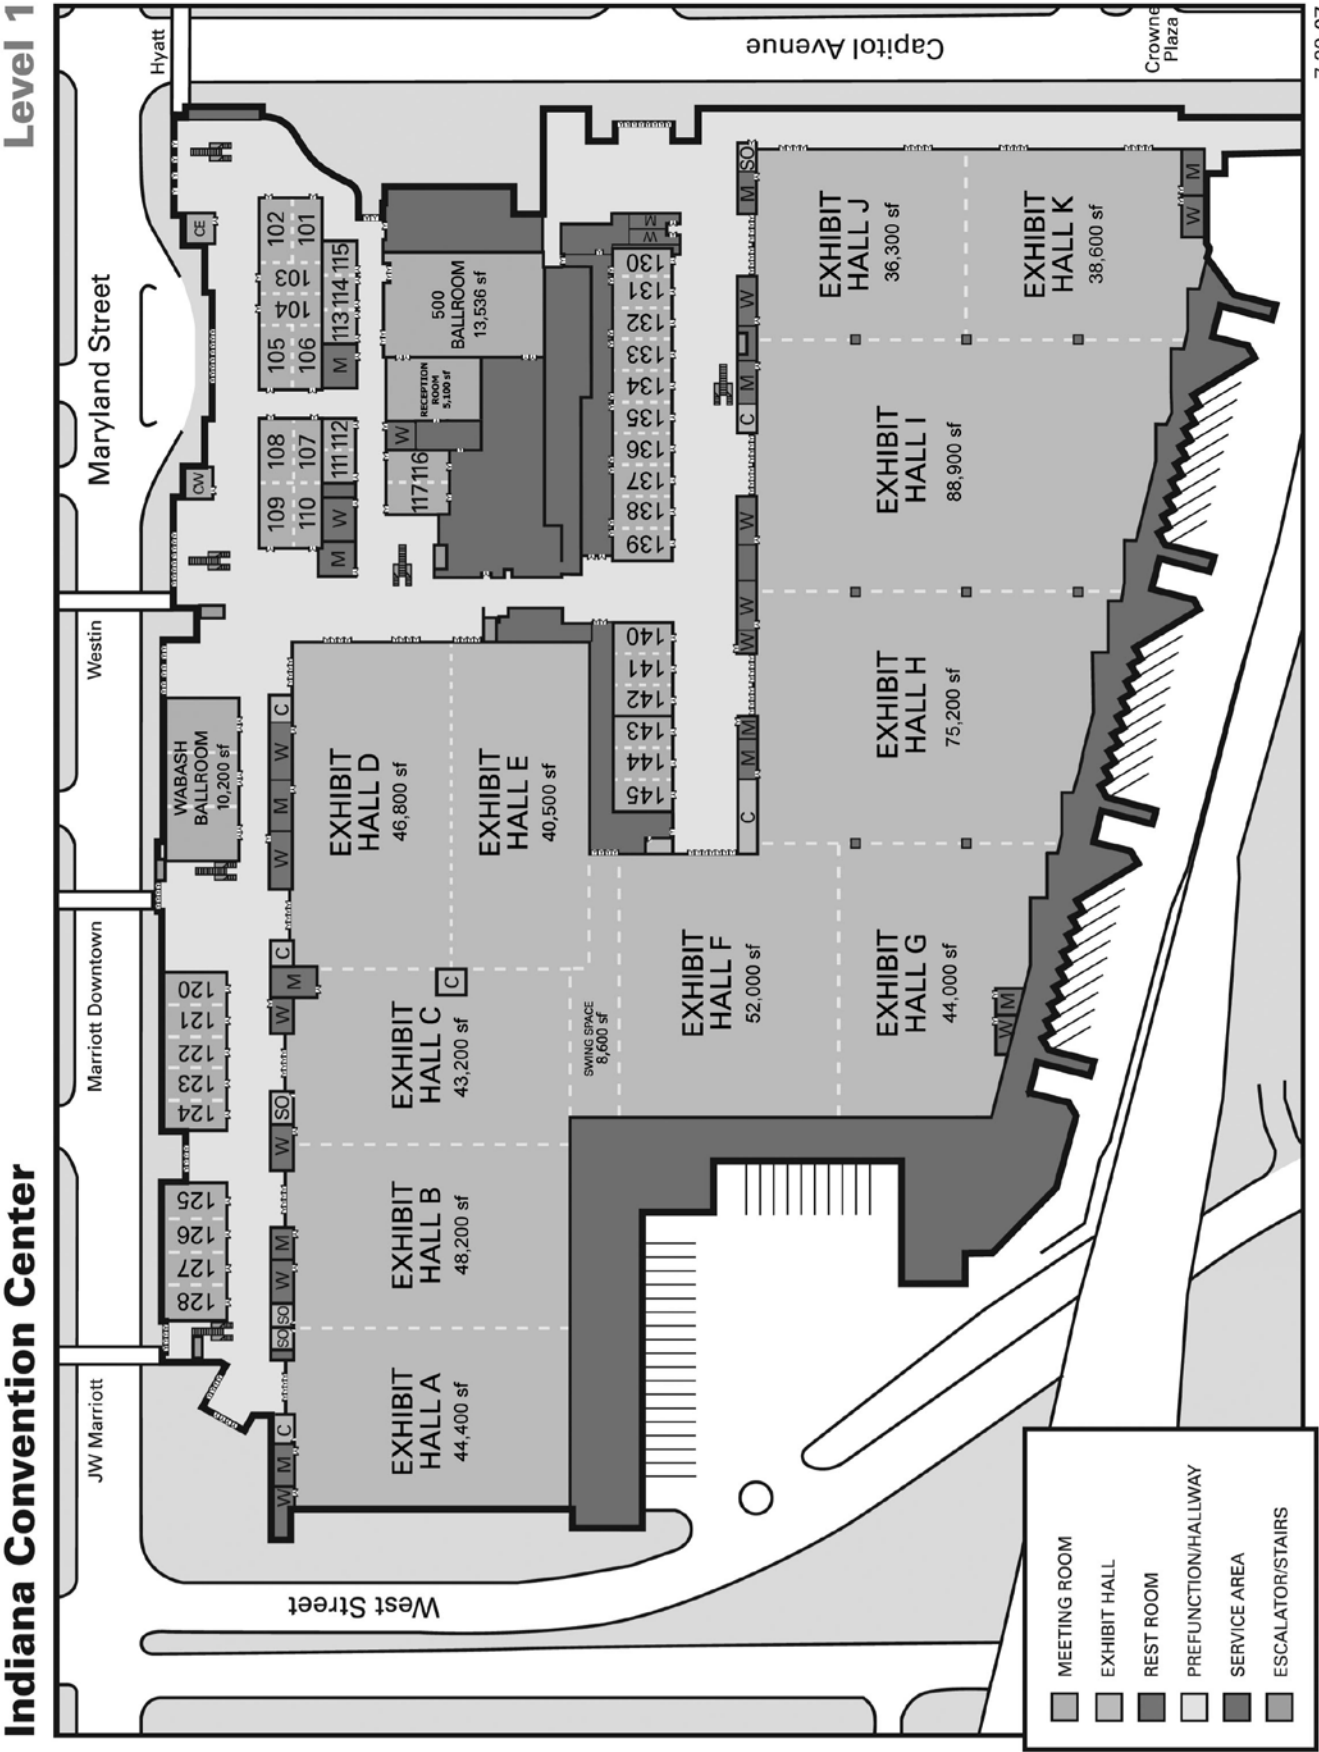 Indiana Convention Center
Level 1
JW Marriott
Marriott Downtown
Westin
Maryland Street
Hyatt
128
127
126
125
124
123
122
121
120
WABASH
BALLROOM
10,200 sf
CW
CE
W
M
C
SO
SO
W
M
W
SO
W
M
C
W
M
W
C
109
108
110
107
105
104
103
102
106
101
M
W
111
112
M
113
114
115
117
116
W
RECEPTION
ROOM
5,100 sf
500
BALLROOM
13,536 sf
EXHIBIT
HALL A
44,400 sf
EXHIBIT
HALL B
48,200 sf
EXHIBIT
HALL C
43,200 sf
C
EXHIBIT
HALL D
46,800 sf
EXHIBIT
HALL E
40,500 sf
SWING SPACE
8,600 sf
145
144
143
142
141
140
139
138
137
136
135
134
133
132
131
130
W
M
C
M
M
W
W
W
C
M
W
M
SO
EXHIBIT
HALL F
52,000 sf
EXHIBIT
HALL G
44,000 sf
W
M
EXHIBIT
HALL H
75,200 sf
EXHIBIT
HALL I
88,900 sf
EXHIBIT
HALL J
36,300 sf
EXHIBIT
HALL K
38,600 sf
W
M
West Street
Capitol Avenue
Crowne
Plaza
MEETING ROOM
EXHIBIT HALL
REST ROOM
PREFUNCTION/HALLWAY
SERVICE AREA
ESCALATOR/STAIRS